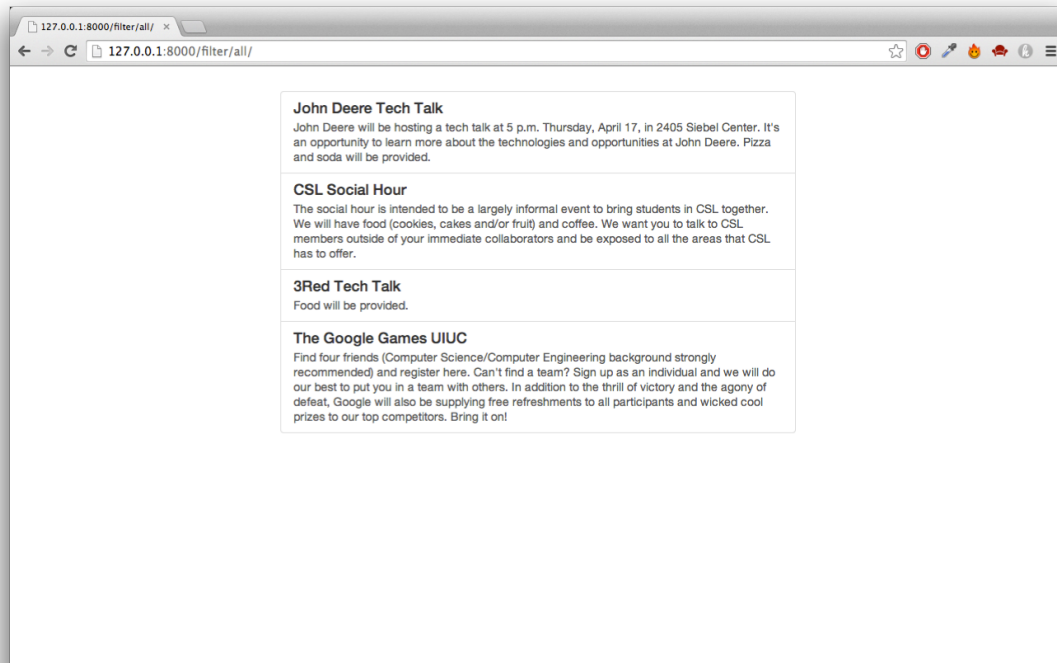 127.0.0.1:8000/filter/all/
127.0.0.1:8000/filter/all/
John Deere Tech Talk
John Deere will be hosting a tech talk at 5 p.m. Thursday, April 17, in 2405 Siebel Center. It's
an opportunity to learn more about the technologies and opportunities at John Deere. Pizza
and soda will be provided.
CSL Social Hour
The social hour is intended to be a largely informal event to bring students in CSL together.
We will have food (cookies, cakes and/or fruit) and coffee. We want you to talk to CSL
members outside of your immediate collaborators and be exposed to all the areas that CSL
has to offer.
3Red Tech Talk
Food will be provided.
The Google Games UIUC
Find four friends (Computer Science/Computer Engineering background strongly
recommended) and register here. Can't find a team? Sign up as an individual and we will do
our best to put you in a team with others. In addition to the thrill of victory and the agony of
defeat, Google will also be supplying free refreshments to all participants and wicked cool
prizes to our top competitors. Bring it on!